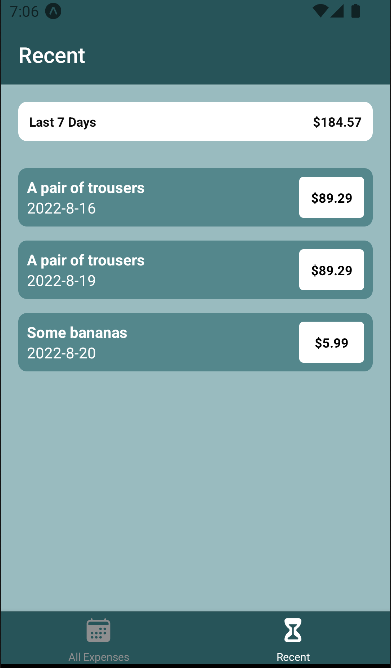 7:06
Recent
Last 7 Days $184.57
A pair of trousers
2022-8-16
$89.29
A pair of trousers
2022-8-19
$89.29
Some bananas
2022-8-20
$5.99
All Expenses
Recent